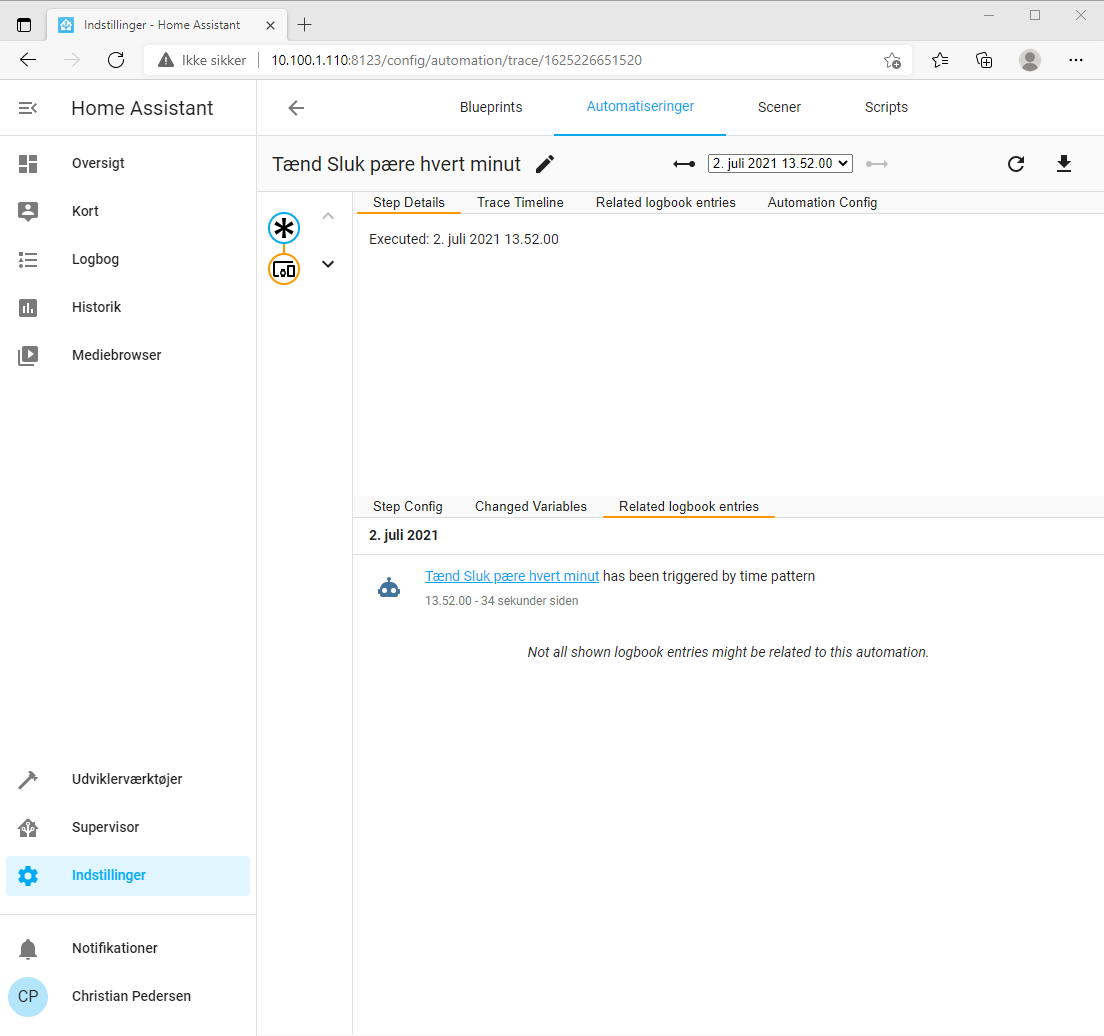 Indstillinger - Home Assistant
Ikke sikker
10.100.1.110:8123/config/automation/trace/1625226651520
Home Assistant
Blueprints
Automatiseringer
Scener
Scripts
Oversigt
Kort
Logbog
Historik
Mediebrowser
Tænd Sluk pære hvert minut
2. juli 2021 13.52.00
Step Details
Trace Timeline
Related logbook entries
Automation Config
Executed: 2. juli 2021 13.52.00
Step Config
Changed Variables
Related logbook entries
2. juli 2021
Tænd Sluk pære hvert minut has been triggered by time pattern
13.52.00 - 34 sekunder siden
Not all shown logbook entries might be related to this automation.
Udviklerværktøjer
Supervisor
Indstillinger
Notifikationer
CP
Christian Pedersen